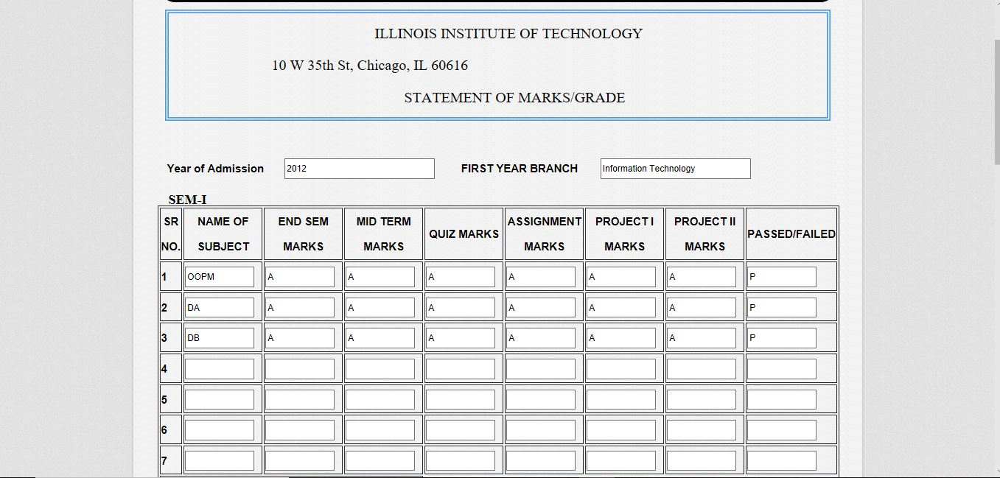 ILLINOIS INSTITUTE OF TECHNOLOGY
10 W 35th St, Chicago, IL 60616
STATEMENT OF MARKS/GRADE
Year of Admission 2012 FIRST YEAR BRANCH Information Technology
SEM-I
SR NO. NAME OF SUBJECT END SEM MARKS MID TERM MARKS QUIZ MARKS ASSIGNMENT MARKS PROJECT I MARKS PROJECT II MARKS PASSED/FAILED
1 OOPM A A A A A A P
2 DA A A A A A A P
3 DB A A A A A A P
4
5
6
7